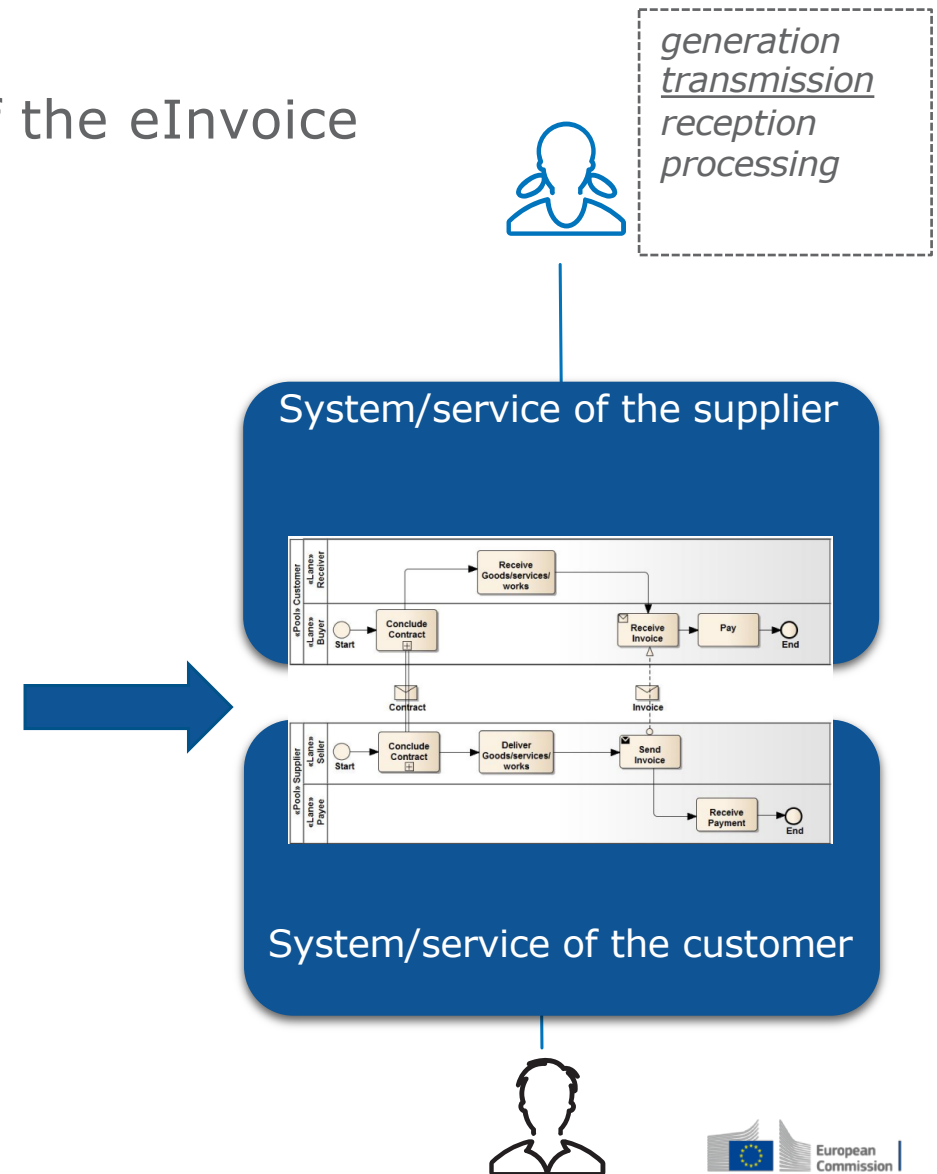 generation
transmission
reception
processing
f the eInvoice
System/service of the supplier
«Pool» Customer
«Lane»
Receiver
Receive
Goods/services/
works
«Lane»
Buyer
Start
Conclude
Contract
Receive
Invoice
Pay
End
Contract
Invoice
«Pool» Supplier
«Lane»
Seller
Start
Conclude
Contract
Deliver
Goods/services/
works
Send
Invoice
«Lane»
Payee
Receive
Payment
End
System/service of the customer
European
Commission